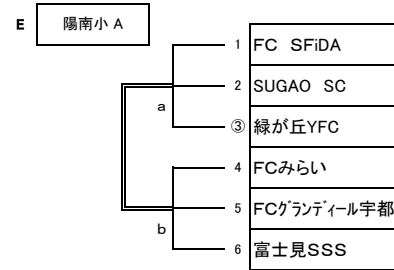 E 陽南小 A
1 FC SFiDA
2 SUGAO SC
a
③ 緑が丘YFC
4 FCみらい
5 FCグランディール宇都
b
6 富士見SSS